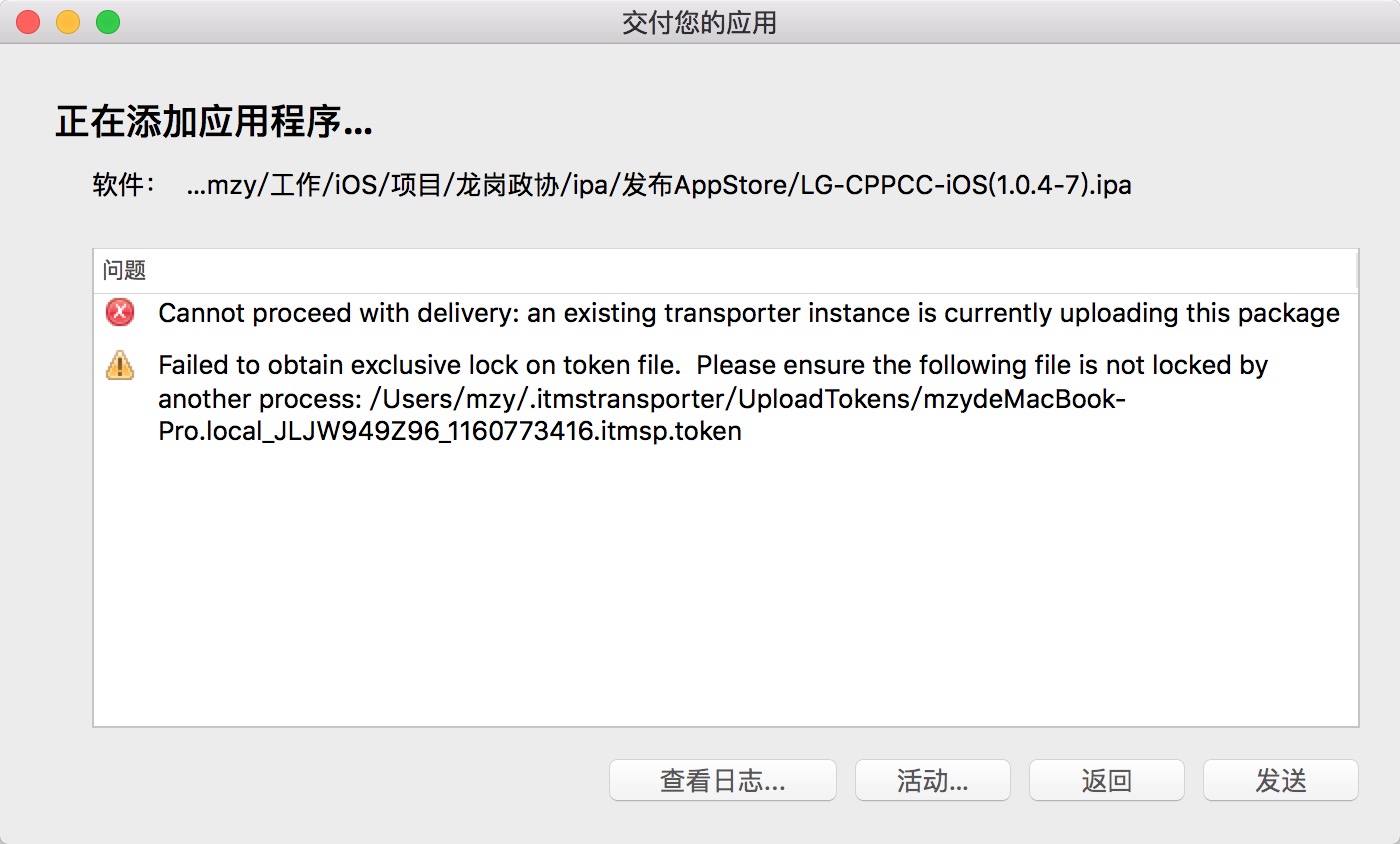 交付您的应用
正在添加应用程序...
软件： ...mzy/工作/iOS/项目/龙岗政协/ipa/发布AppStore/LG-CPPCC-iOS(1.0.4-7).ipa
问题
Cannot proceed with delivery: an existing transporter instance is currently uploading this package
Failed to obtain exclusive lock on token file.  Please ensure the following file is not locked by
another process: /Users/mzy/.itmstransporter/UploadTokens/mzydeMacBook-
Pro.local_JLJW949Z96_1160773416.itmsp.token
查看日志... 活动... 返回 发送